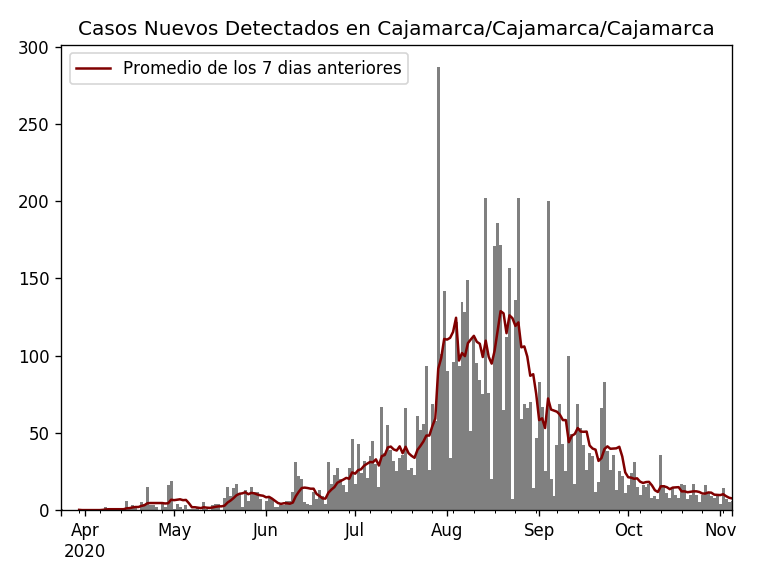 Casos Nuevos Detectados en Cajamarca/Cajamarca/Cajamarca
Promedio de los 7 dias anteriores
300
250
200
150
100
50
0
Apr May Jun Jul Aug Sep Oct Nov
2020